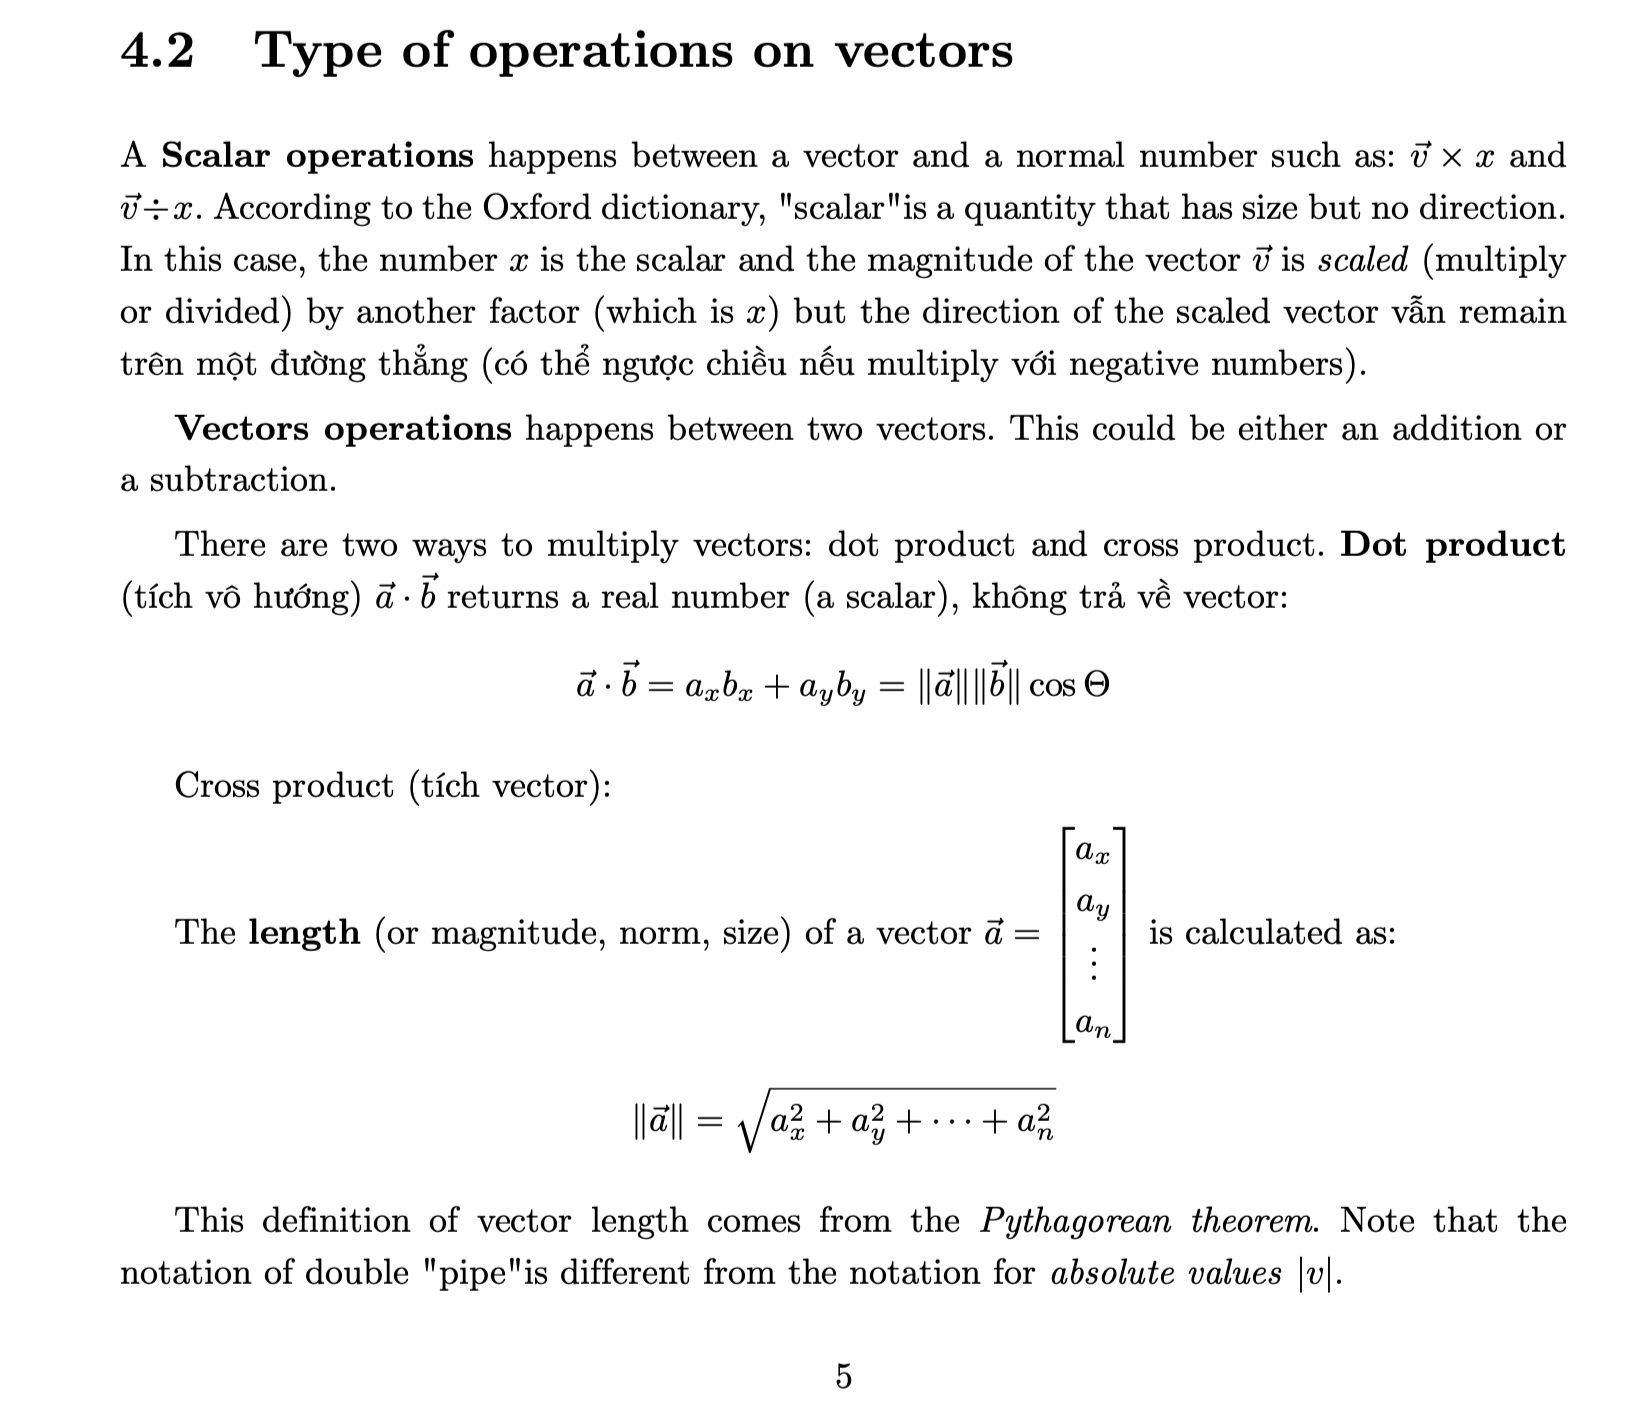 4.2 Type of operations on vectors
A Scalar operations happens between a vector and a normal number such as: $\vec{v} \times x$ and
$\vec{v} \div x$. According to the Oxford dictionary, "scalar"is a quantity that has size but no direction.
In this case, the number $x$ is the scalar and the magnitude of the vector $\vec{v}$ is scaled (multiply
or divided) by another factor (which is $x$) but the direction of the scaled vector vẫn remain
trên một đường thẳng (có thể ngược chiều nếu multiply với negative numbers).
Vectors operations happens between two vectors. This could be either an addition or
a subtraction.
There are two ways to multiply vectors: dot product and cross product. Dot product
(tích vô hướng) $\vec{a} \cdot \vec{b}$ returns a real number (a scalar), không trả về vector:
$\vec{a} \cdot \vec{b} = a_x b_x + a_y b_y = \|\vec{a}\|\|\vec{b}\| \cos \Theta$
Cross product (tích vector):
The length (or magnitude, norm, size) of a vector $\vec{a} = \begin{bmatrix} a_x \\ a_y \\ \vdots \\ a_n \end{bmatrix}$ is calculated as:
$\|\vec{a}\| = \sqrt{a_x^2 + a_y^2 + \cdots + a_n^2}$
This definition of vector length comes from the Pythagorean theorem. Note that the
notation of double "pipe"is different from the notation for absolute values $|v|$.
5